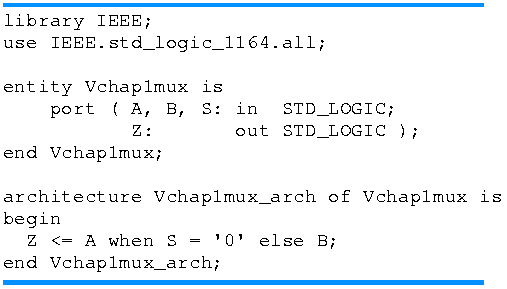 library IEEE;
use IEEE.std_logic_1164.all;
entity Vchap1mux is
port ( A, B, S: in STD_LOGIC;
Z: out STD_LOGIC );
end Vchap1mux;
architecture Vchap1mux_arch of Vchap1mux is
begin
Z <= A when S = '0' else B;
end Vchap1mux_arch;